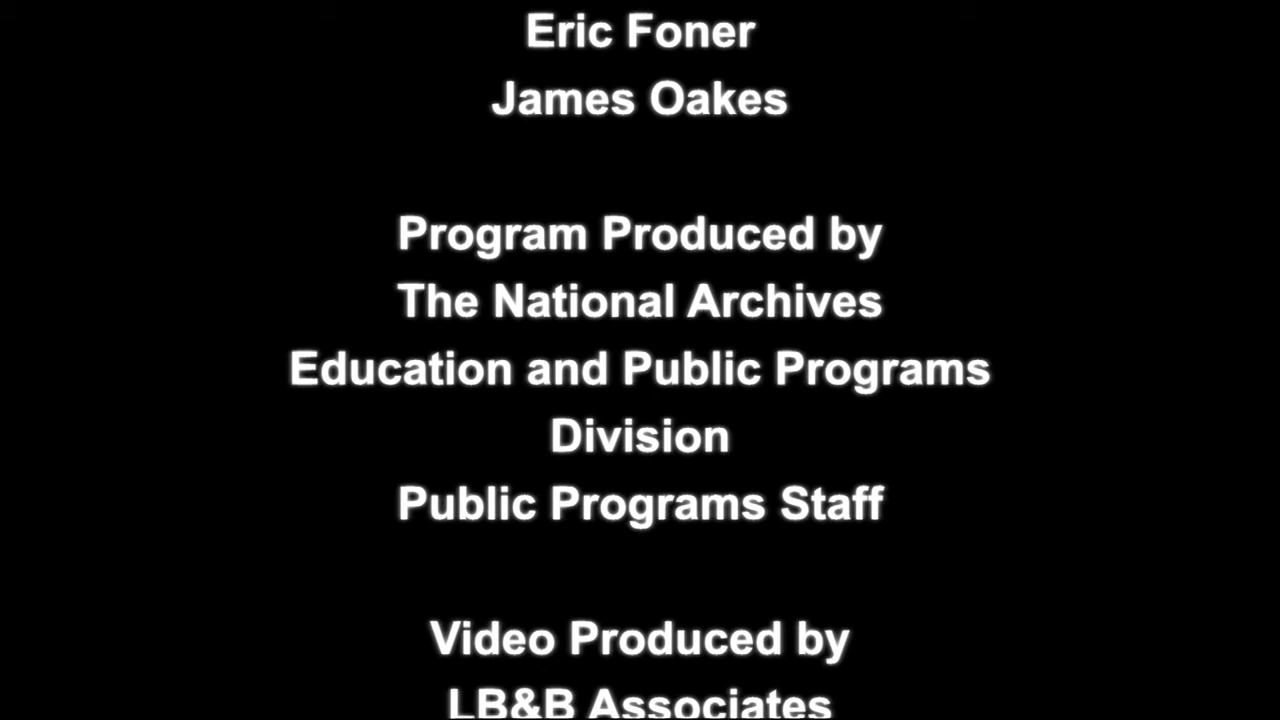 Eric Foner
James Oakes
Program Produced by
The National Archives
Education and Public Programs
Division
Public Programs Staff
Video Produced by
LB&B Associates